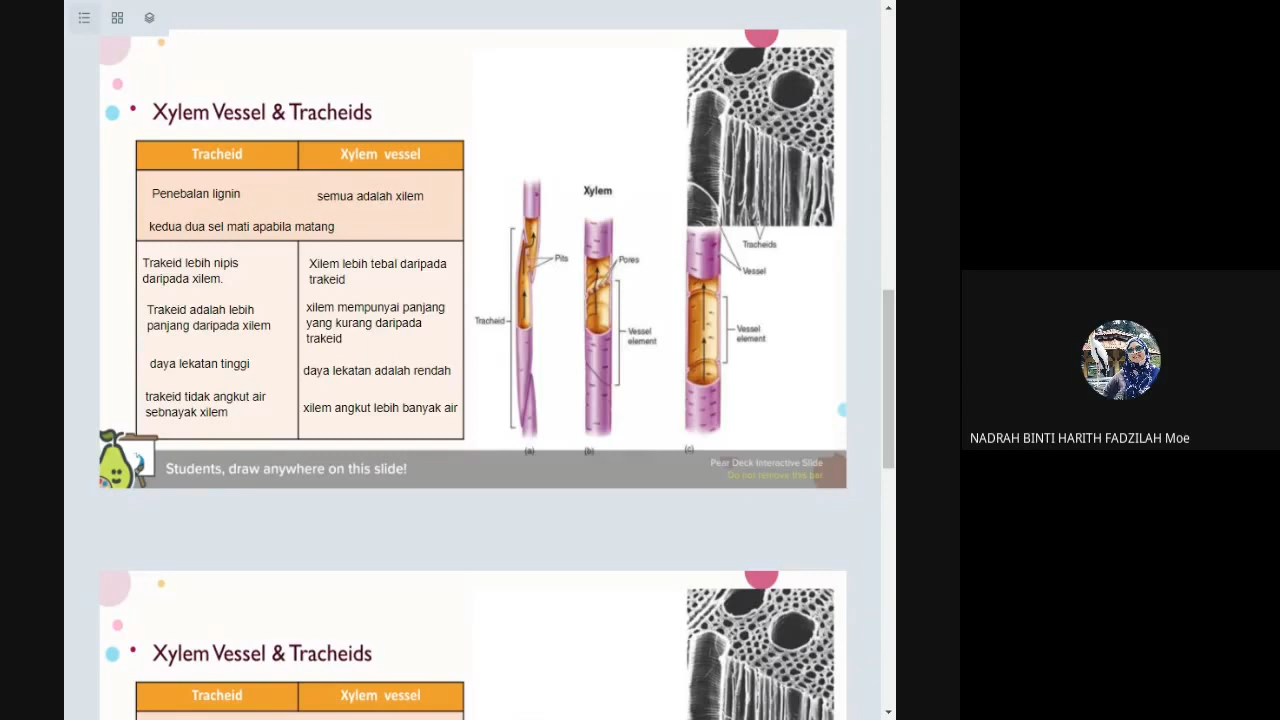 Xylem Vessel & Tracheids
Tracheid
Xylem vessel
Penebalan lignin
semua adalah xilem
kedua dua sel mati apabila matang
Trakeid lebih nipis
daripada xilem.
Xilem lebih tebal daripada
trakeid
Trakeid adalah lebih
panjang daripada xilem
xilem mempunyai panjang
yang kurang daripada
trakeid
daya lekatan tinggi
daya lekatan adalah rendah
trakeid tidak angkut air
sebnayak xilem
xilem angkut lebih banyak air
Xylem
Tracheids
Vessel
Pits
Pores
Tracheid
Vessel
element
Vessel
element
(a)
(b)
(c)
Students, draw anywhere on this slide!
Pear Deck Interactive Slide
Do not remove this bar
NADRAH BINTI HARITH FADZILAH Moe
Xylem Vessel & Tracheids
Tracheid
Xylem vessel